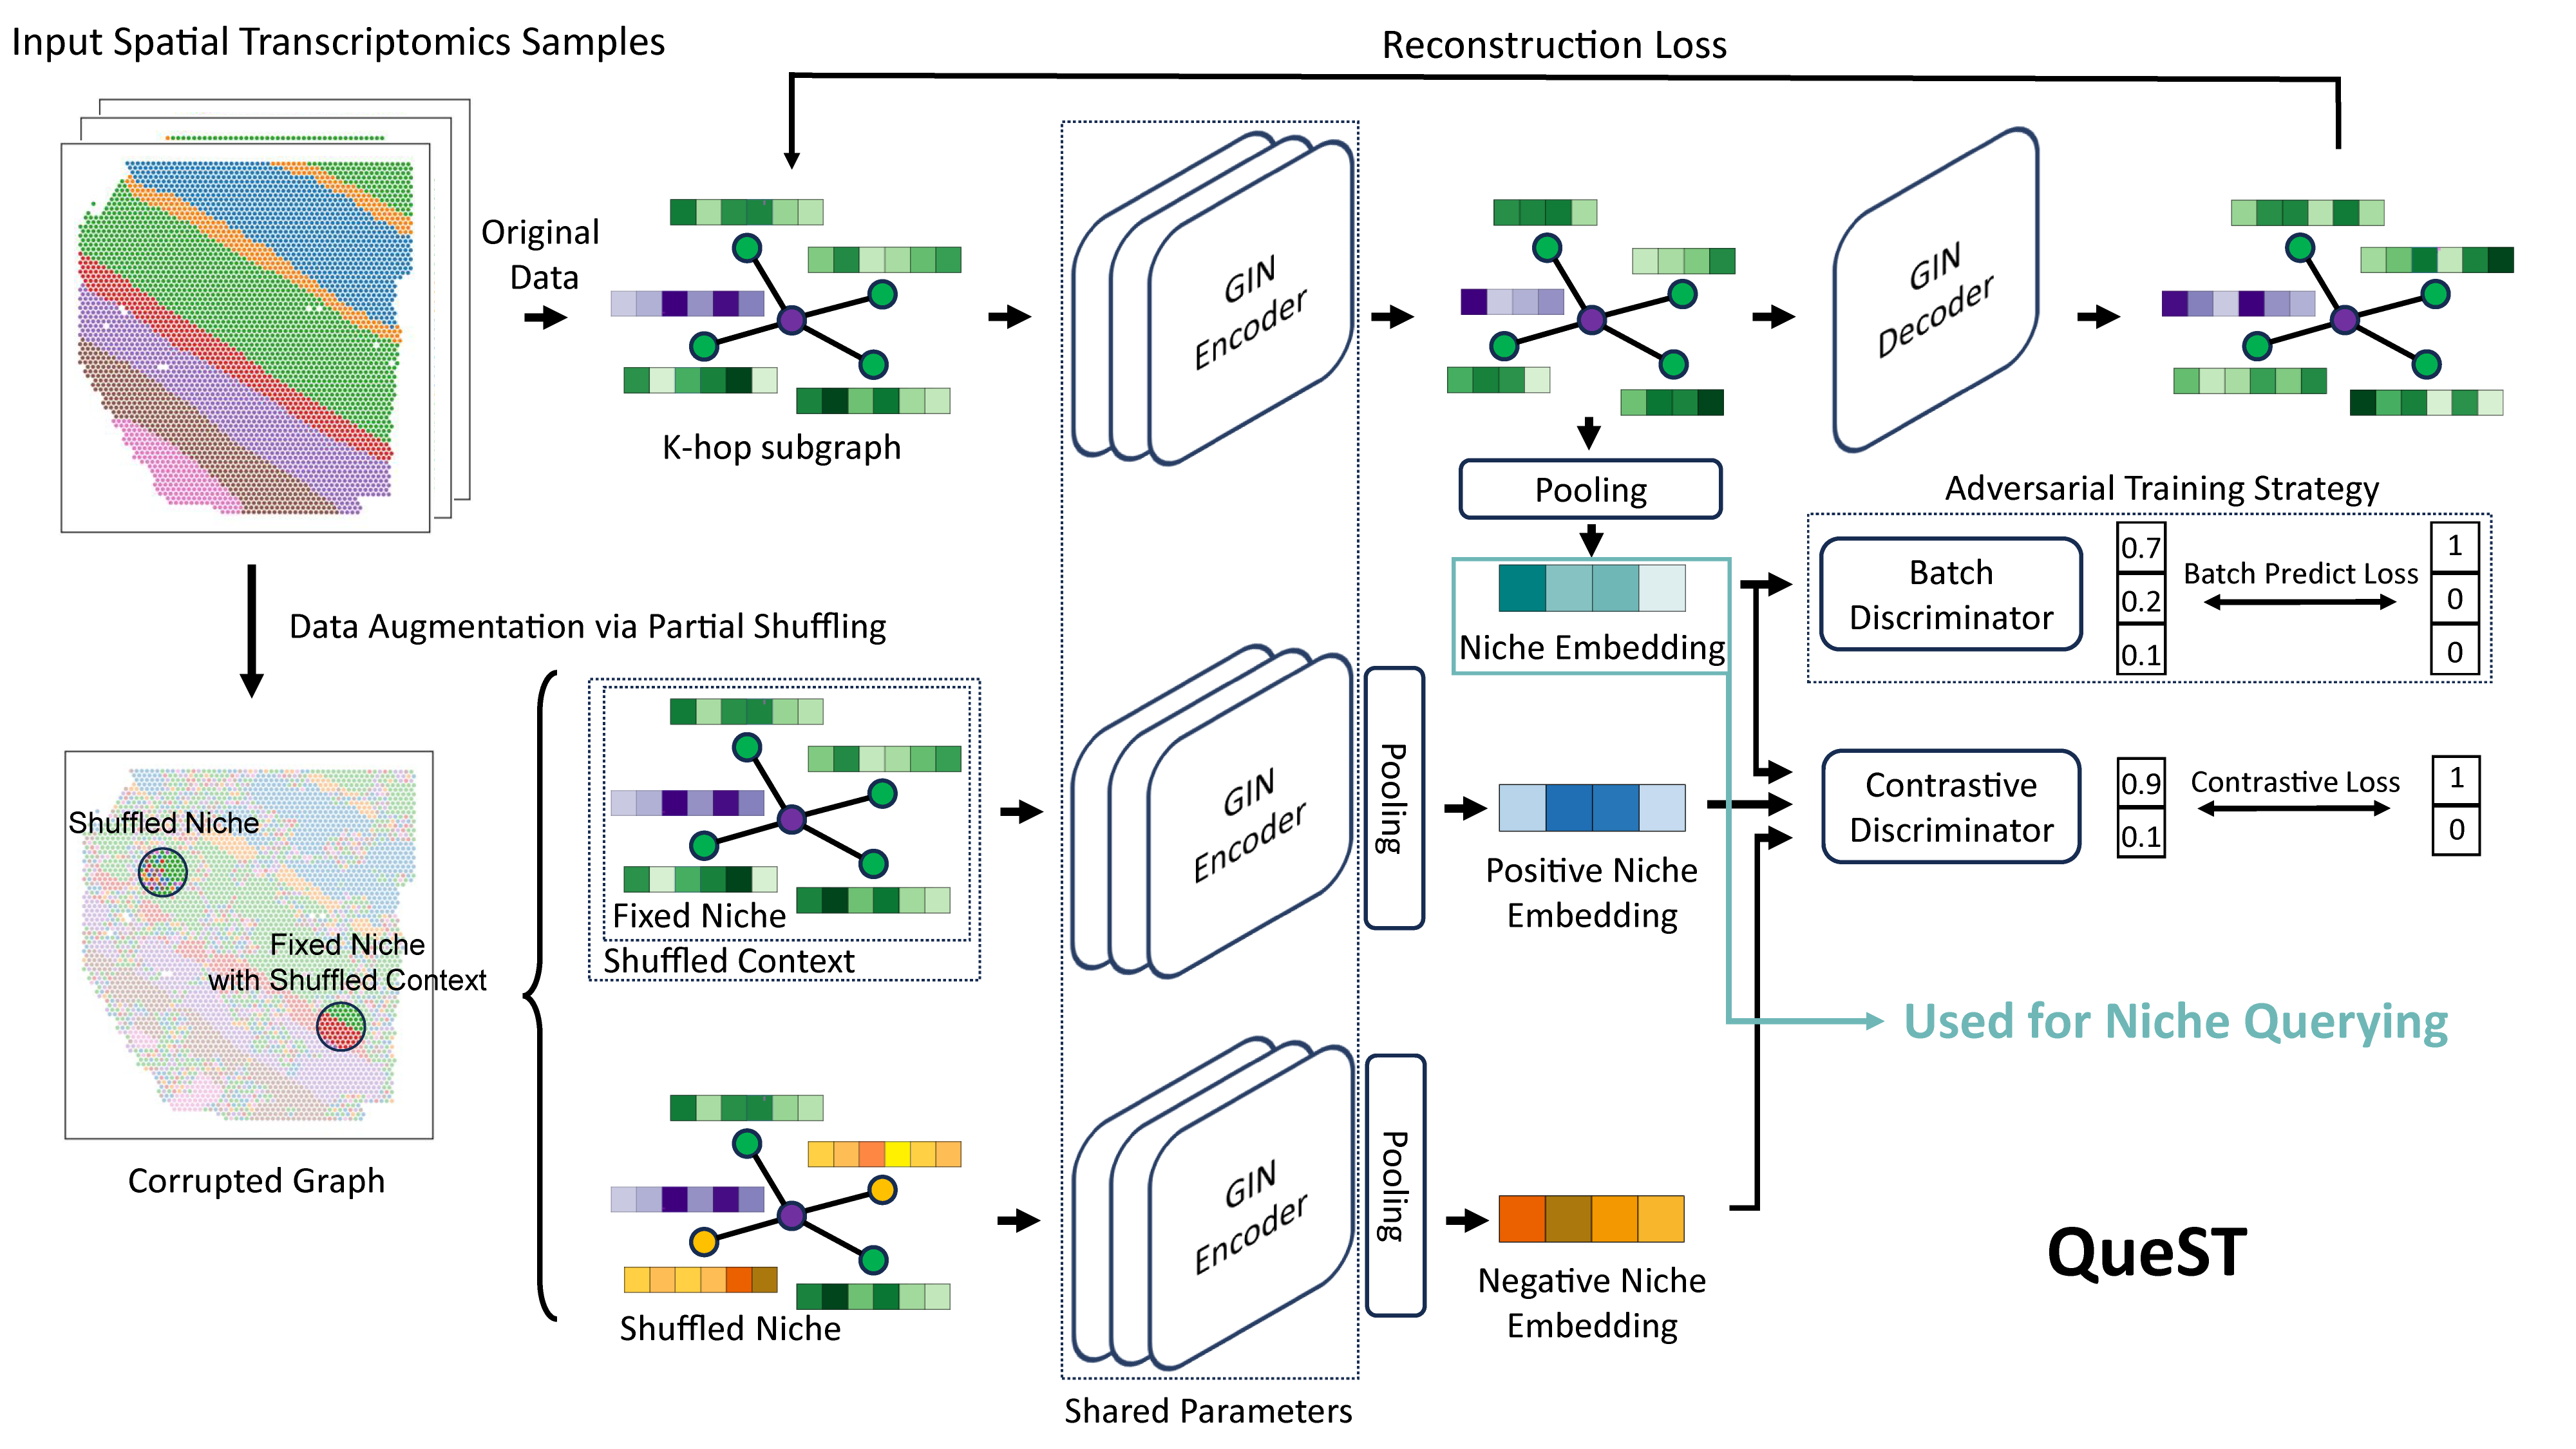 Input Spatial Transcriptomics Samples
Reconstruction Loss
Original
Data
GIN
Encoder
GIN
Decoder
K-hop subgraph
Pooling
Adversarial Training Strategy
Niche Embedding
Batch
Discriminator
0.7
0.2
0.1
Batch Predict Loss
1
0
0
Data Augmentation via Partial Shuffling
Shuffled Niche
Fixed Niche
with Shuffled Context
Corrupted Graph
Fixed Niche
Shuffled Context
GIN
Encoder
Pooling
Positive Niche
Embedding
Contrastive
Discriminator
0.9
0.1
Contrastive Loss
1
0
Used for Niche Querying
Shuffled Niche
GIN
Encoder
Pooling
Negative Niche
Embedding
QueST
Shared Parameters